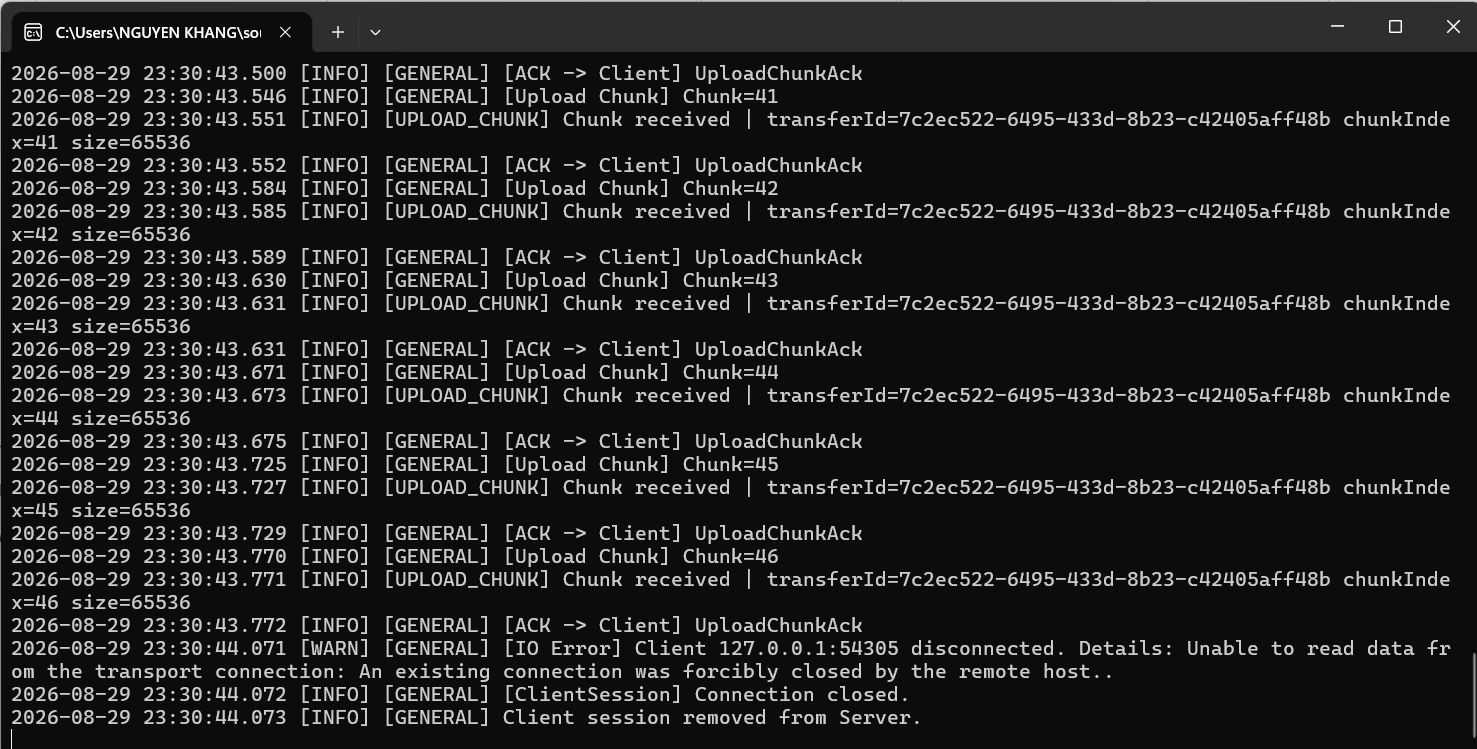 C:\Users\NGUYEN KHANG\sou
2026-08-29 23:30:43.500 [INFO] [GENERAL] [ACK -> Client] UploadChunkAck
2026-08-29 23:30:43.546 [INFO] [GENERAL] [Upload Chunk] Chunk=41
2026-08-29 23:30:43.551 [INFO] [UPLOAD_CHUNK] Chunk received | transferId=7c2ec522-6495-433d-8b23-c42405aff48b chunkInde
x=41 size=65536
2026-08-29 23:30:43.552 [INFO] [GENERAL] [ACK -> Client] UploadChunkAck
2026-08-29 23:30:43.584 [INFO] [GENERAL] [Upload Chunk] Chunk=42
2026-08-29 23:30:43.585 [INFO] [UPLOAD_CHUNK] Chunk received | transferId=7c2ec522-6495-433d-8b23-c42405aff48b chunkInde
x=42 size=65536
2026-08-29 23:30:43.589 [INFO] [GENERAL] [ACK -> Client] UploadChunkAck
2026-08-29 23:30:43.630 [INFO] [GENERAL] [Upload Chunk] Chunk=43
2026-08-29 23:30:43.631 [INFO] [UPLOAD_CHUNK] Chunk received | transferId=7c2ec522-6495-433d-8b23-c42405aff48b chunkInde
x=43 size=65536
2026-08-29 23:30:43.631 [INFO] [GENERAL] [ACK -> Client] UploadChunkAck
2026-08-29 23:30:43.671 [INFO] [GENERAL] [Upload Chunk] Chunk=44
2026-08-29 23:30:43.673 [INFO] [UPLOAD_CHUNK] Chunk received | transferId=7c2ec522-6495-433d-8b23-c42405aff48b chunkInde
x=44 size=65536
2026-08-29 23:30:43.675 [INFO] [GENERAL] [ACK -> Client] UploadChunkAck
2026-08-29 23:30:43.725 [INFO] [GENERAL] [Upload Chunk] Chunk=45
2026-08-29 23:30:43.727 [INFO] [UPLOAD_CHUNK] Chunk received | transferId=7c2ec522-6495-433d-8b23-c42405aff48b chunkInde
x=45 size=65536
2026-08-29 23:30:43.729 [INFO] [GENERAL] [ACK -> Client] UploadChunkAck
2026-08-29 23:30:43.770 [INFO] [GENERAL] [Upload Chunk] Chunk=46
2026-08-29 23:30:43.771 [INFO] [UPLOAD_CHUNK] Chunk received | transferId=7c2ec522-6495-433d-8b23-c42405aff48b chunkInde
x=46 size=65536
2026-08-29 23:30:43.772 [INFO] [GENERAL] [ACK -> Client] UploadChunkAck
2026-08-29 23:30:44.071 [WARN] [GENERAL] [IO Error] Client 127.0.0.1:54305 disconnected. Details: Unable to read data fr
om the transport connection: An existing connection was forcibly closed by the remote host..
2026-08-29 23:30:44.072 [INFO] [GENERAL] [ClientSession] Connection closed.
2026-08-29 23:30:44.073 [INFO] [GENERAL] Client session removed from Server.